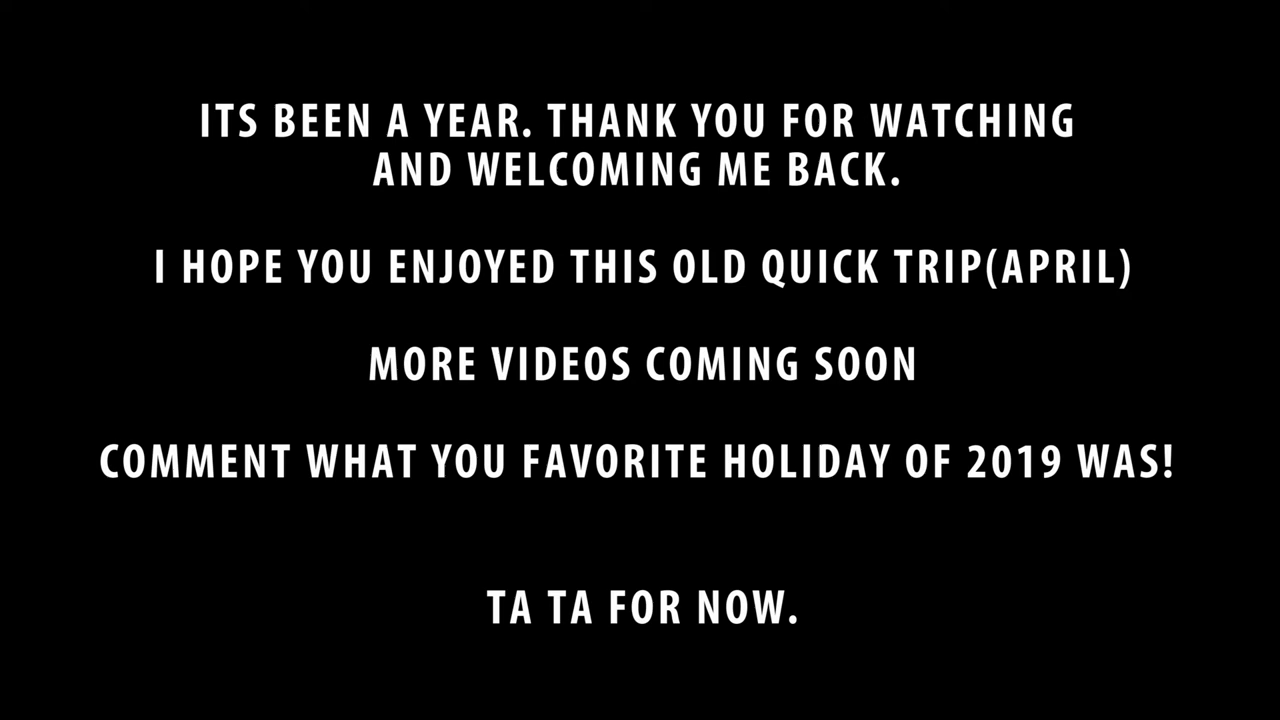 ITS BEEN A YEAR. THANK YOU FOR WATCHING
AND WELCOMING ME BACK.
I HOPE YOU ENJOYED THIS OLD QUICK TRIP(APRIL)
MORE VIDEOS COMING SOON
COMMENT WHAT YOU FAVORITE HOLIDAY OF 2019 WAS!
TA TA FOR NOW.